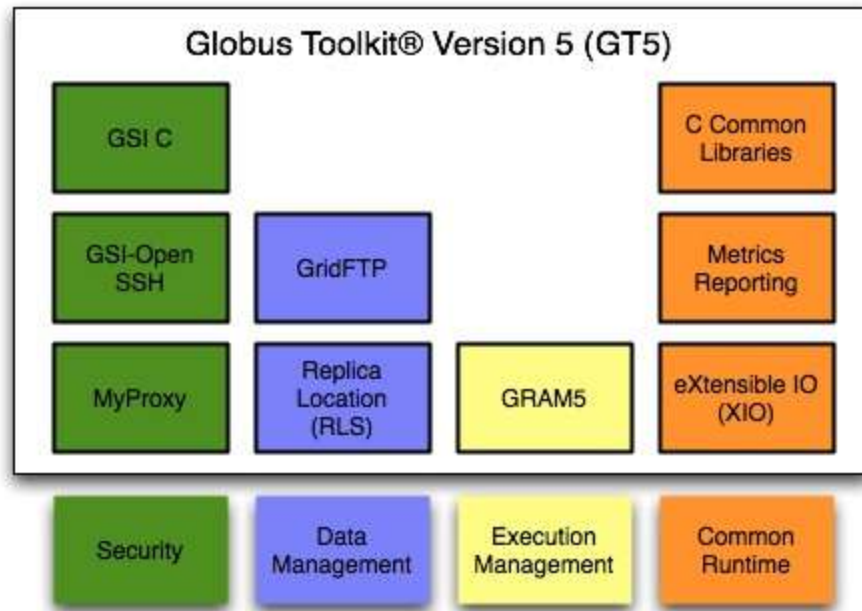 Globus Toolkit® Version 5 (GT5)
GSI C
C Common
Libraries
GSI-Open
SSH
GridFTP
Metrics
Reporting
MyProxy
Replica
Location
(RLS)
GRAM5
eXtensible IO
(XIO)
Security
Data
Management
Execution
Management
Common
Runtime